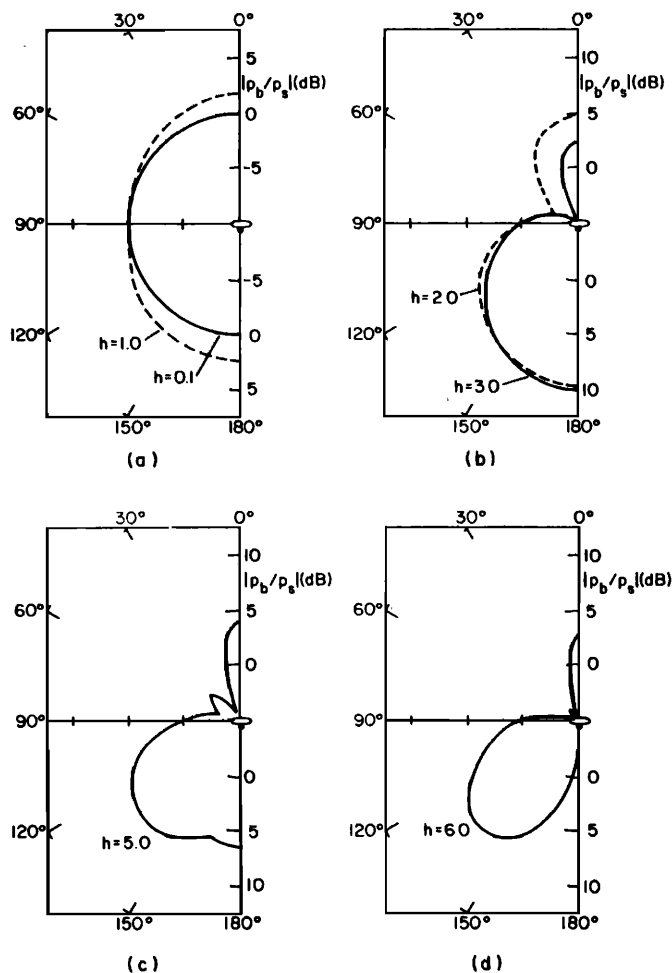 30° 0°
5
|p_b/p_s|(dB)
60° 0
-5
90°
-5
120° 0
h=1.0
h=0.1
5
150° 180°
(a)
30° 0°
10
|p_b/p_s|(dB)
60° 5
0
90°
0
h=2.0
120° 5
h=3.0
10
150° 180°
(b)
30° 0°
10
|p_b/p_s|(dB)
60° 5
0
90°
0
120° 5
h=5.0
10
150° 180°
(c)
30° 0°
10
|p_b/p_s|(dB)
60° 5
0
90°
0
120° 5
h=6.0
10
150° 180°
(d)